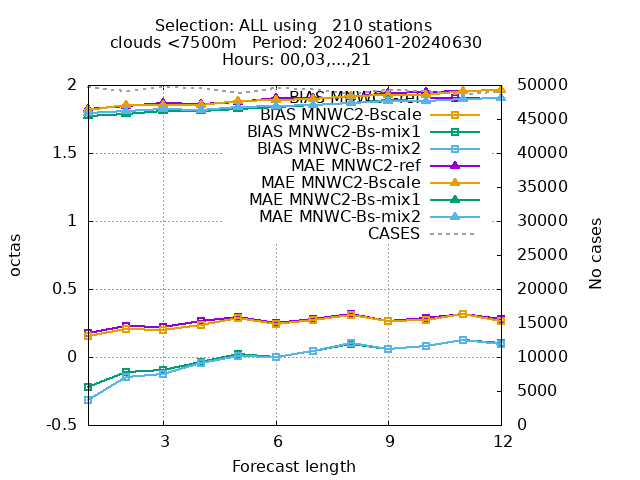 Selection: ALL using   210 stations
clouds <7500m   Period: 20240601-20240630
Hours: 00,03,...,21
BIAS MNWC2-ref
BIAS MNWC2-Bscale
BIAS MNWC2-Bs-mix1
BIAS MNWC-Bs-mix2
MAE MNWC2-ref
MAE MNWC2-Bscale
MAE MNWC2-Bs-mix1
MAE MNWC-Bs-mix2
CASES
2
1.5
1
0.5
0
-0.5
octas
50000
45000
40000
35000
30000
25000
20000
15000
10000
5000
0
No cases
3 6 9 12
Forecast length